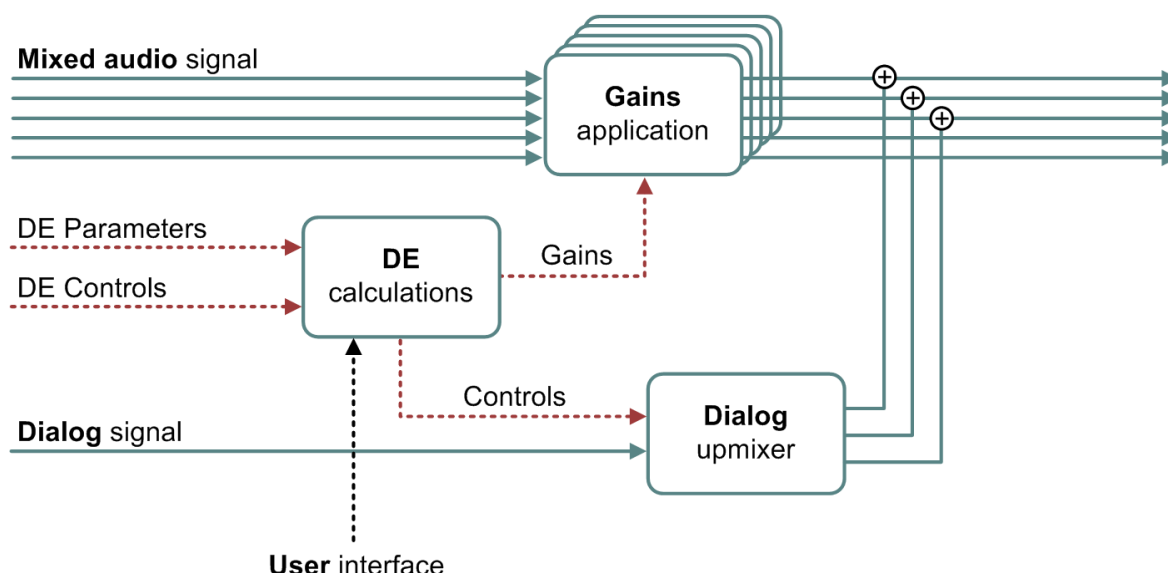 Mixed audio signal
Gains
application
DE Parameters
DE
calculations
Gains
DE Controls
Controls
Dialog
upmixer
Dialog signal
User interface